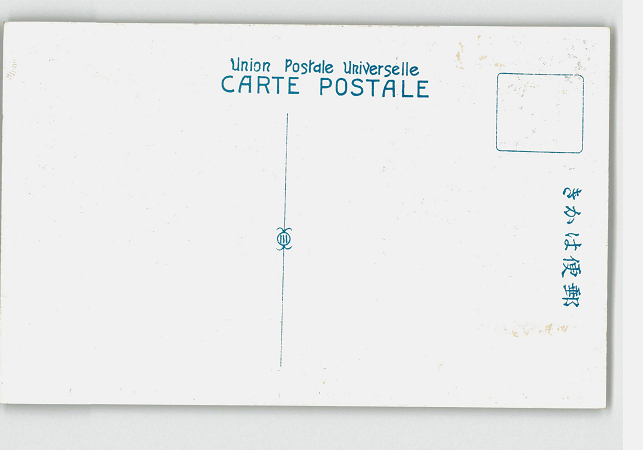 Union Postale Universelle
CARTE POSTALE
きかは便郵